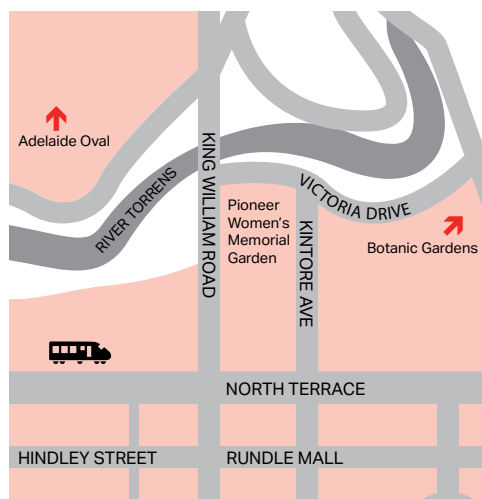 Adelaide Oval
KING WILLIAM ROAD
RIVER TORRENS
VICTORIA DRIVE
Pioneer
Women's
Memorial
Garden
KINTORE AVE
Botanic Gardens
NORTH TERRACE
HINDLEY STREET
RUNDLE MALL